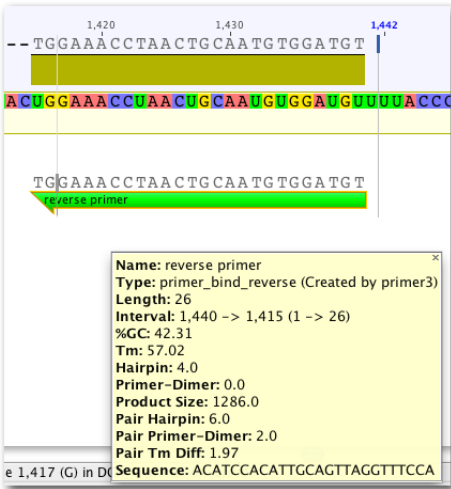 1,420 1,430 1,442
--TGGAAACCTAACTGCAATGTGGATGT
ACUGGAAACCUAACUGCAAUGUGGAUGUUUUACCC
TGGAAACCTAACTGCAATGTGGATGT
reverse primer
×
Name: reverse primer
Type: primer_bind_reverse (Created by primer3)
Length: 26
Interval: 1,440 -> 1,415 (1 -> 26)
%GC: 42.31
Tm: 57.02
Hairpin: 4.0
Primer-Dimer: 0.0
Product Size: 1286.0
Pair Hairpin: 6.0
Pair Primer-Dimer: 2.0
Pair Tm Diff: 1.97
Sequence: ACATCCACATTGCAGTTAGGTTTCCA
e 1,417 (G) in DC